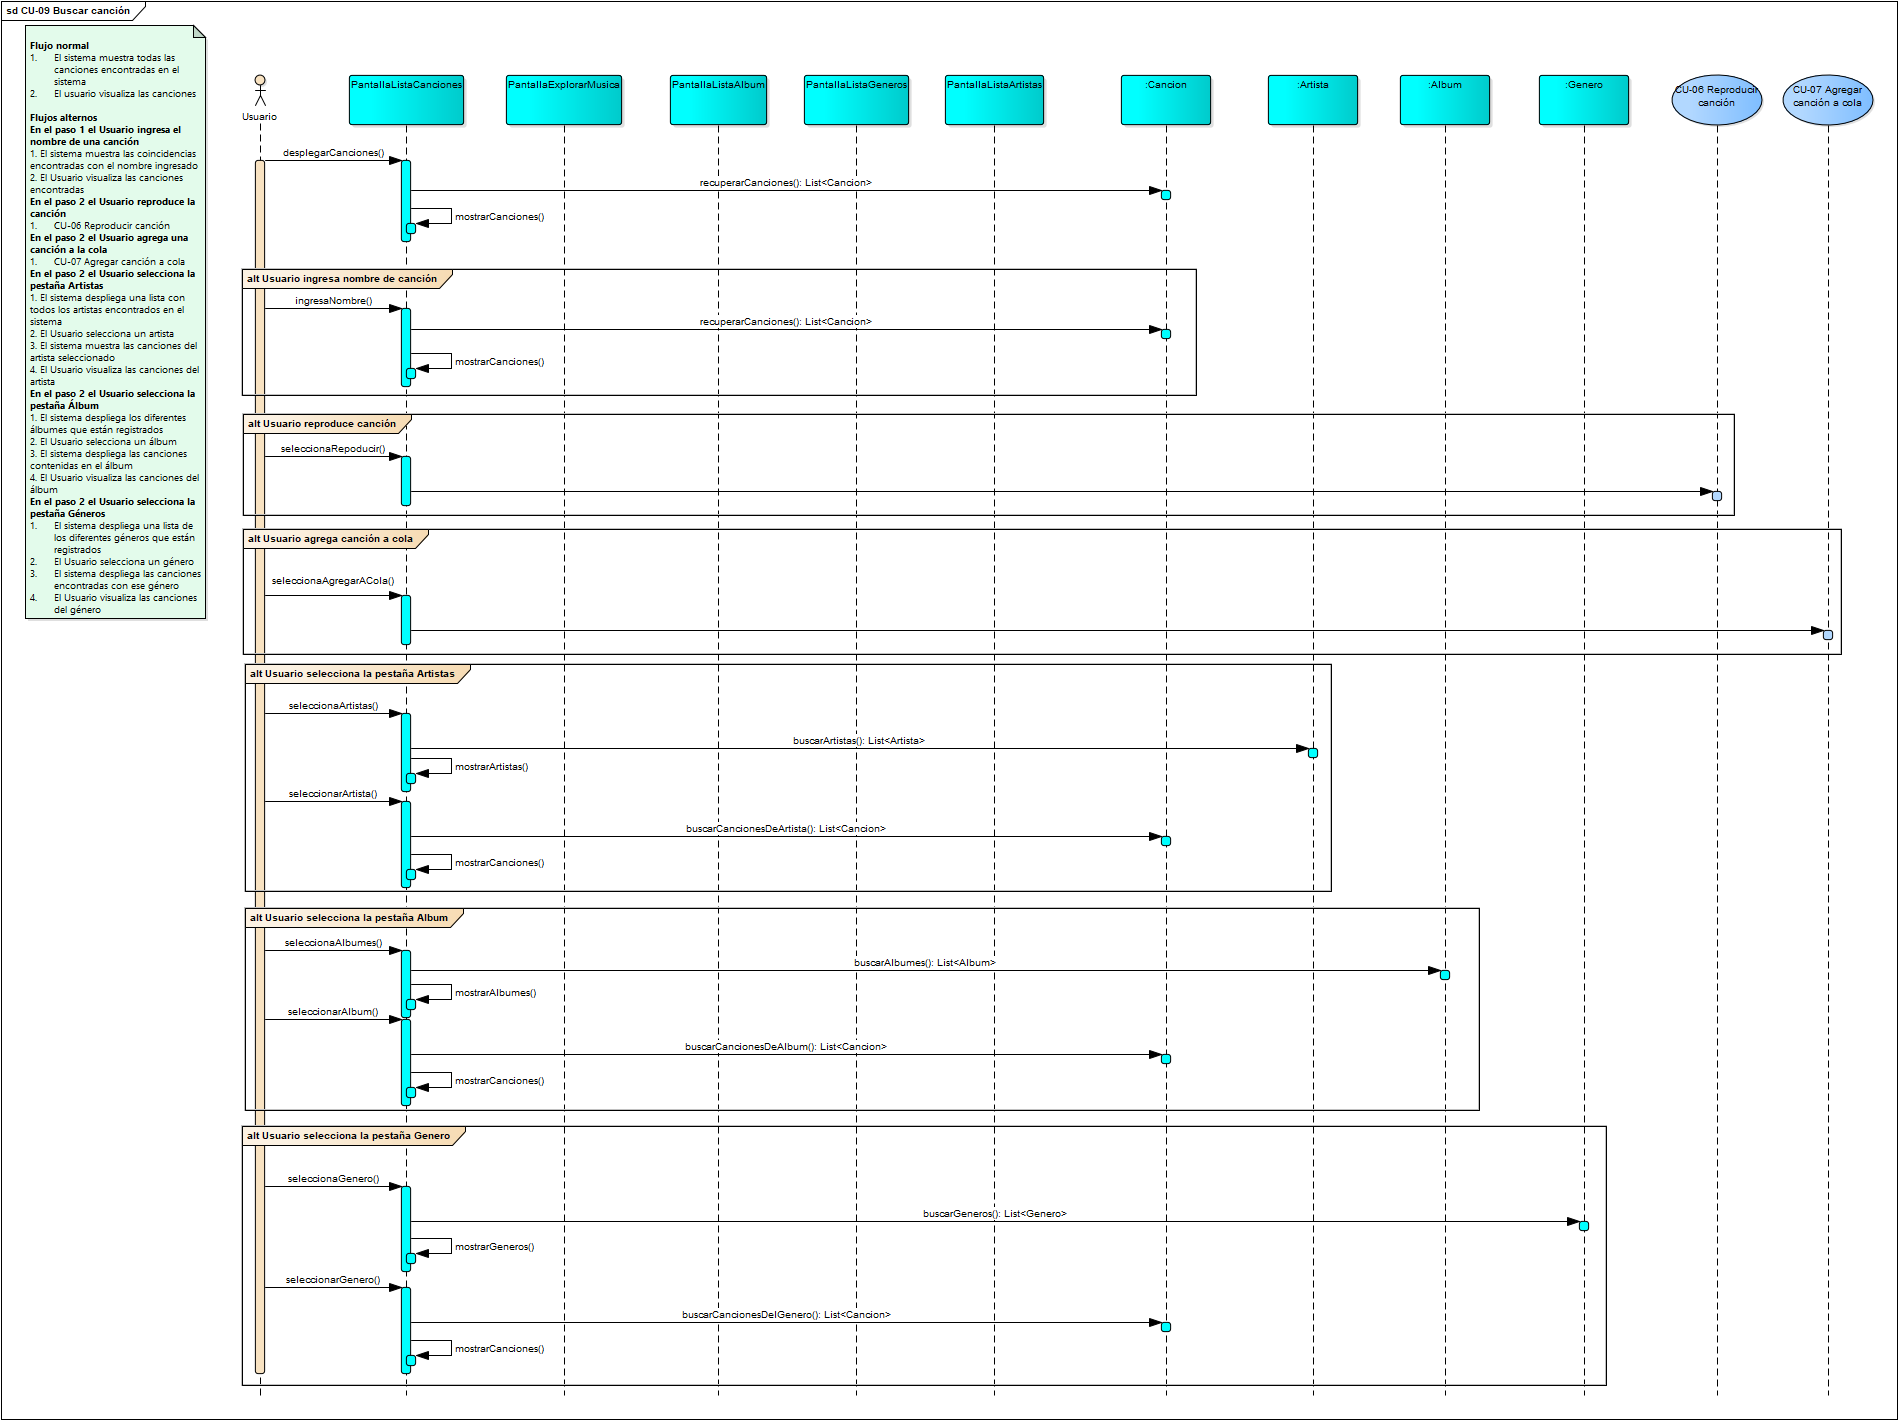 sd CU-09 Buscar canción
Flujo normal
1. El sistema muestra todas las
canciones encontradas en el
sistema
2. El usuario visualiza las canciones
Flujos alternos
En el paso 1 el Usuario ingresa el
nombre de una canción
1. El sistema muestra las coincidencias
encontradas con el nombre ingresado
2. El Usuario visualiza las canciones
encontradas
En el paso 2 el Usuario reproduce la
canción
1. CU-06 Reproducir canción
En el paso 2 el Usuario agrega una
canción a la cola
1. CU-07 Agregar canción a cola
En el paso 2 el Usuario selecciona la
pestaña Artistas
1. El sistema despliega una lista con
todos los artistas encontrados en el
sistema
2. El Usuario selecciona un artista
3. El sistema muestra las canciones del
artista seleccionado
4. El Usuario visualiza las canciones del
artista
En el paso 2 el Usuario selecciona la
pestaña Álbum
1. El sistema despliega los diferentes
álbumes que están registrados
2. El Usuario selecciona un álbum
3. El sistema despliega las canciones
contenidas en el álbum
4. El Usuario visualiza las canciones del
álbum
En el paso 2 el Usuario selecciona la
pestaña Géneros
1. El sistema despliega una lista de
los diferentes géneros que están
registrados
2. El Usuario selecciona un género
3. El sistema despliega las canciones
encontradas con ese género
4. El Usuario visualiza las canciones
del género
Usuario
PantallaListaCanciones
PantallaExplorarMusica
PantallaListaAlbum
PantallaListaGeneros
PantallaListaArtistas
:Cancion
:Artista
:Album
:Genero
CU-06 Reproducir
canción
CU-07 Agregar
canción a cola
desplegarCanciones()
recuperarCanciones(): List<Cancion>
mostrarCanciones()
alt Usuario ingresa nombre de canción
ingresaNombre()
recuperarCanciones(): List<Cancion>
mostrarCanciones()
alt Usuario reproduce canción
seleccionaRepoducir()
alt Usuario agrega canción a cola
seleccionaAgregarACola()
alt Usuario selecciona la pestaña Artistas
seleccionaArtistas()
buscarArtistas(): List<Artista>
mostrarArtistas()
seleccionarArtista()
buscarCancionesDeArtista(): List<Cancion>
mostrarCanciones()
alt Usuario selecciona la pestaña Album
seleccionaAlbumes()
buscarAlbumes(): List<Album>
mostrarAlbumes()
seleccionarAlbum()
buscarCancionesDeAlbum(): List<Cancion>
mostrarCanciones()
alt Usuario selecciona la pestaña Genero
seleccionaGenero()
buscarGeneros(): List<Genero>
mostrarGeneros()
seleccionarGenero()
buscarCancionesDelGenero(): List<Cancion>
mostrarCanciones()